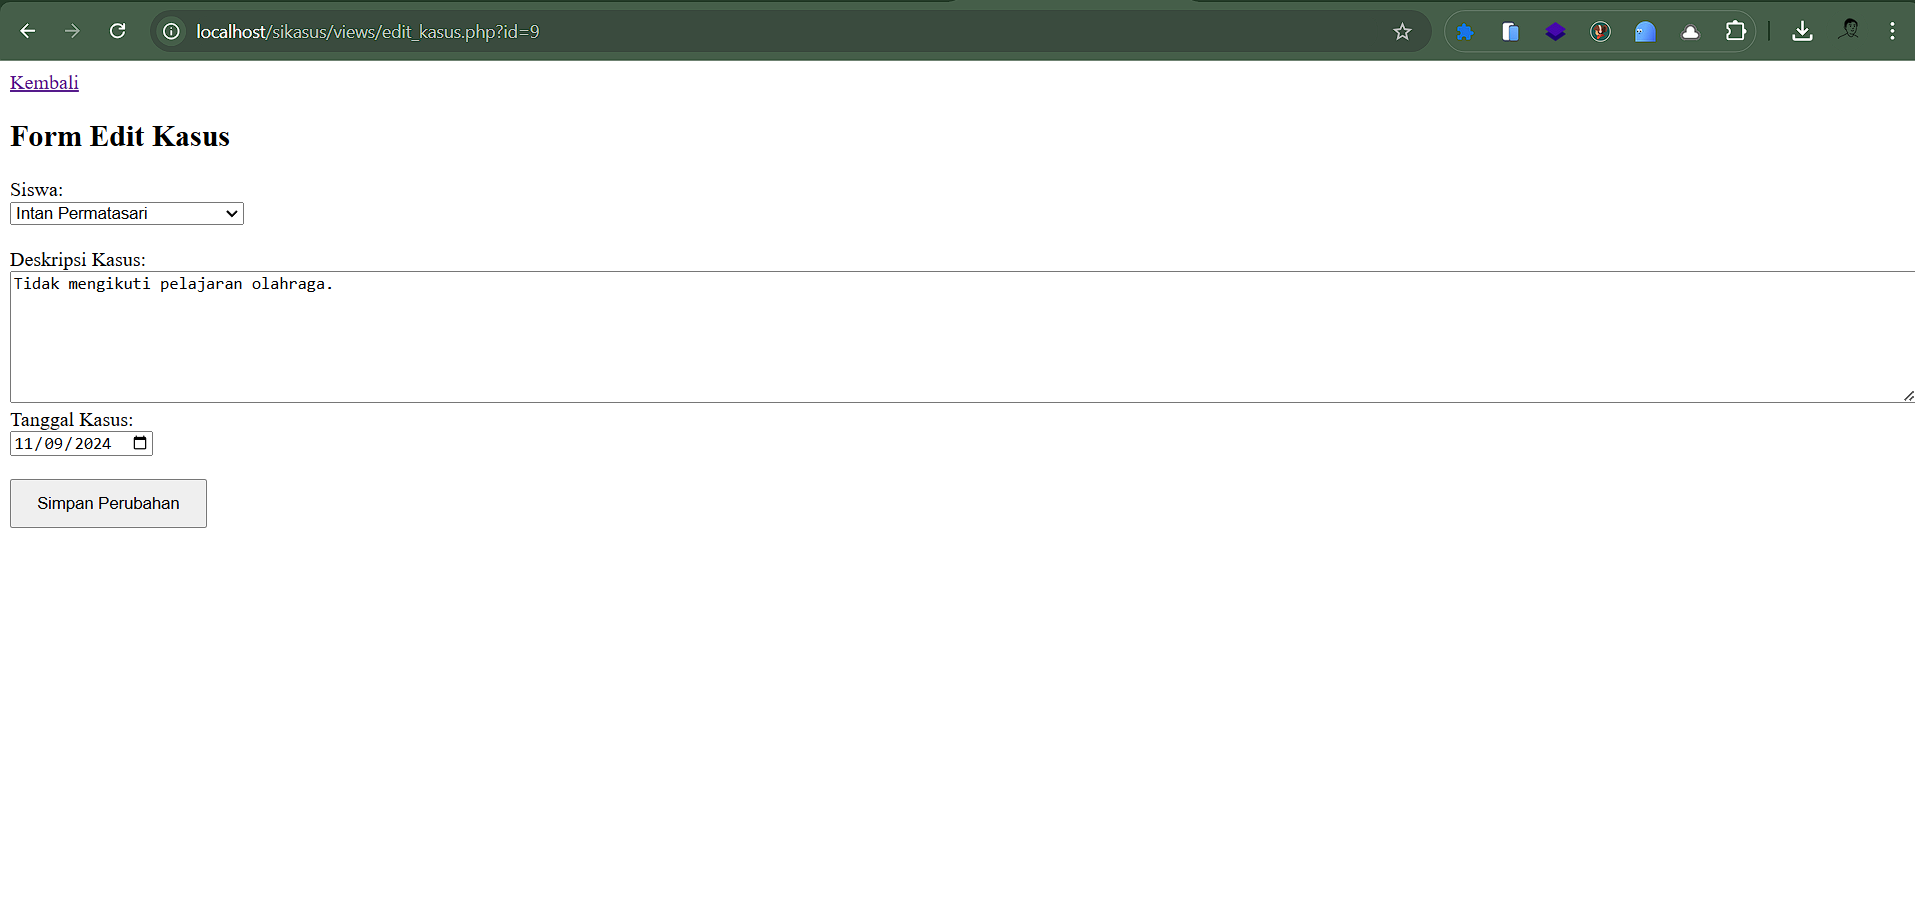 localhost/sikasus/views/edit_kasus.php?id=9
Kembali
Form Edit Kasus
Siswa:
Intan Permatasari
Deskripsi Kasus:
Tidak mengikuti pelajaran olahraga.
Tanggal Kasus:
11/09/2024
Simpan Perubahan